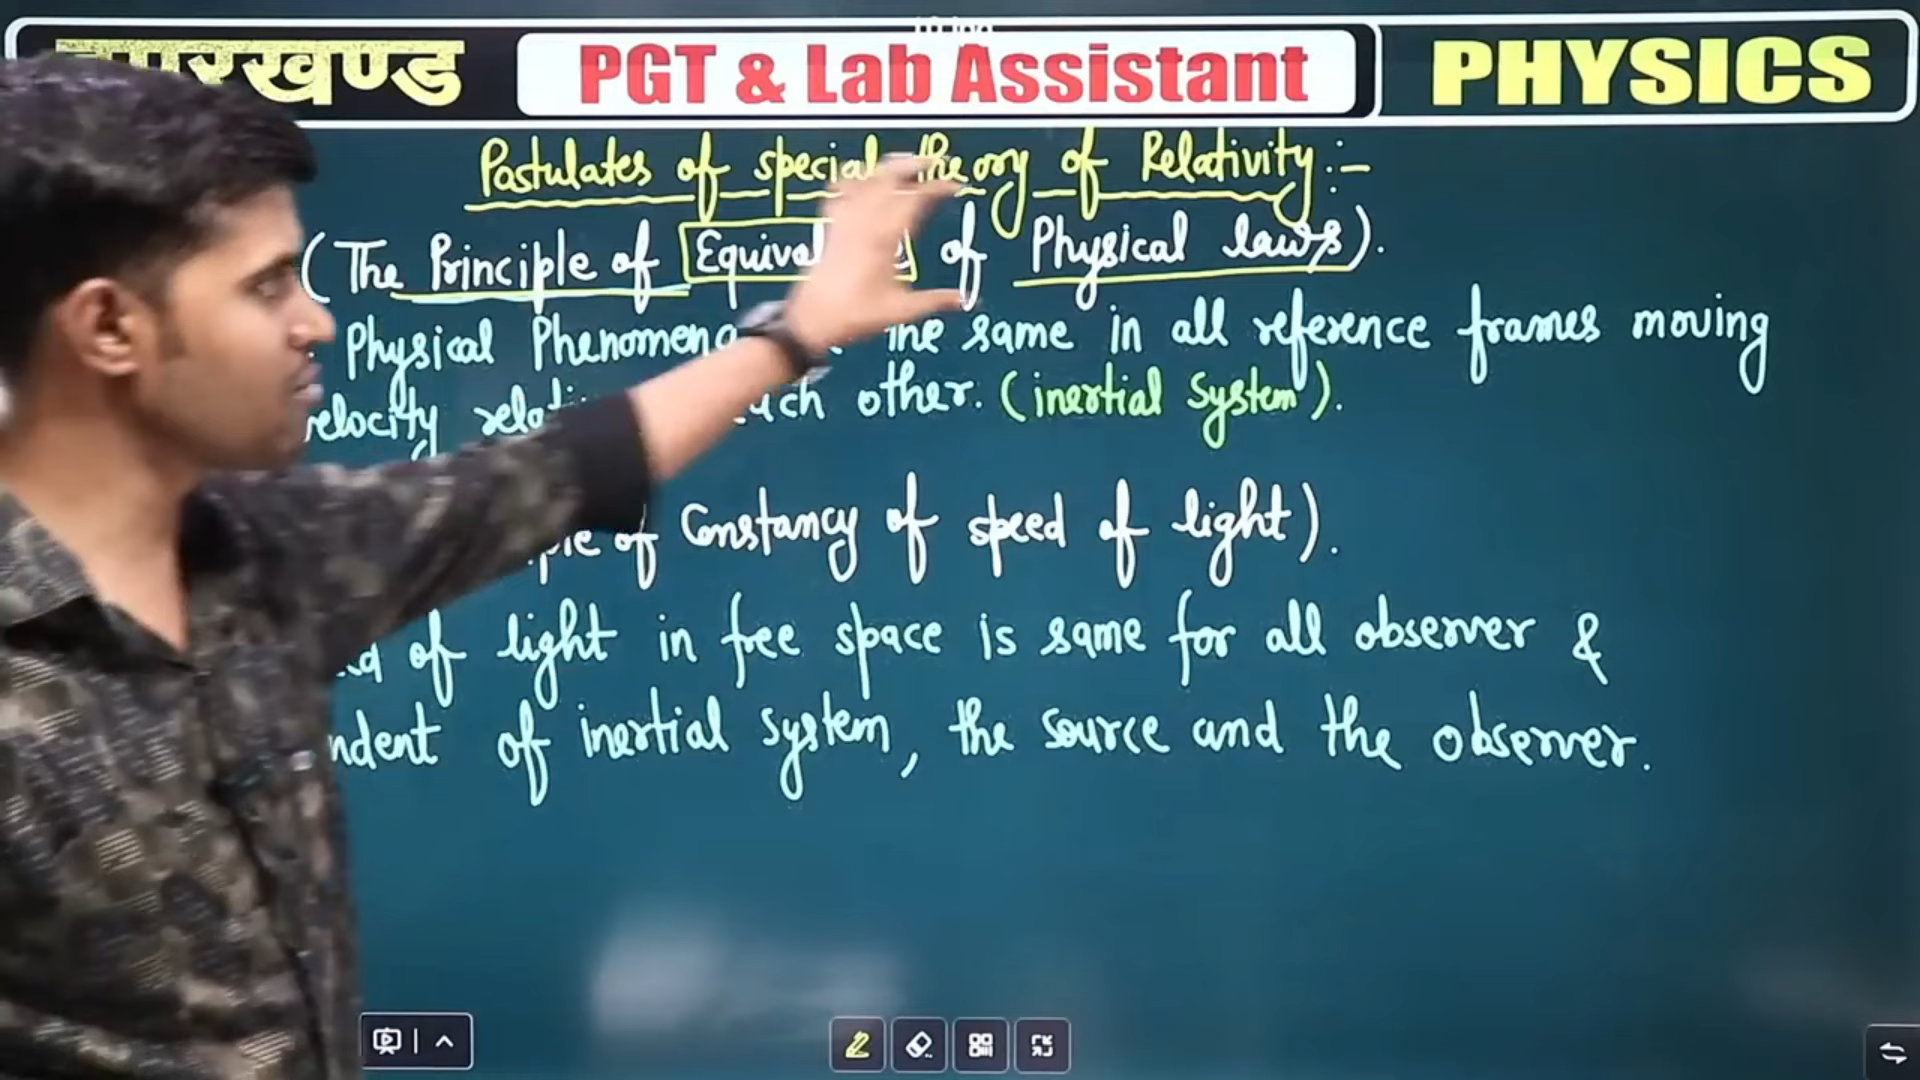 झारखण्ड PGT & Lab Assistant PHYSICS
Postulates of special theory of Relativity:-
(The Principle of of Physical laws).
Physical Phenomena the same in all reference frames moving
velocity other. (inertial system).
of Constancy of speed of light).
of light in free space is same for all observer &
ndent of inertial system, the source and the observer.